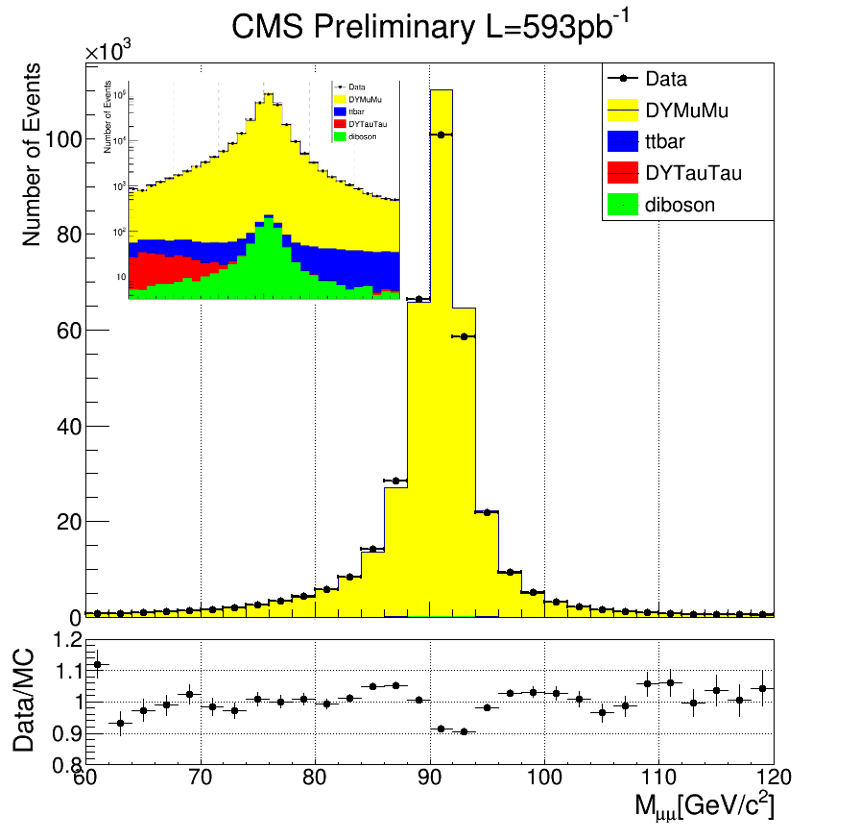 CMS Preliminary L=593pb⁻¹
×10³
Number of Events
100
80
60
40
20
0
Data
DYMuMu
ttbar
DYTauTau
diboson
Number of Events
10⁵
10⁴
10³
10²
10
Data
DYMuMu
ttbar
DYTauTau
diboson
Data/MC
1.2
1.1
1
0.9
0.8
60 70 80 90 100 110 120
Mμμ[GeV/c²]